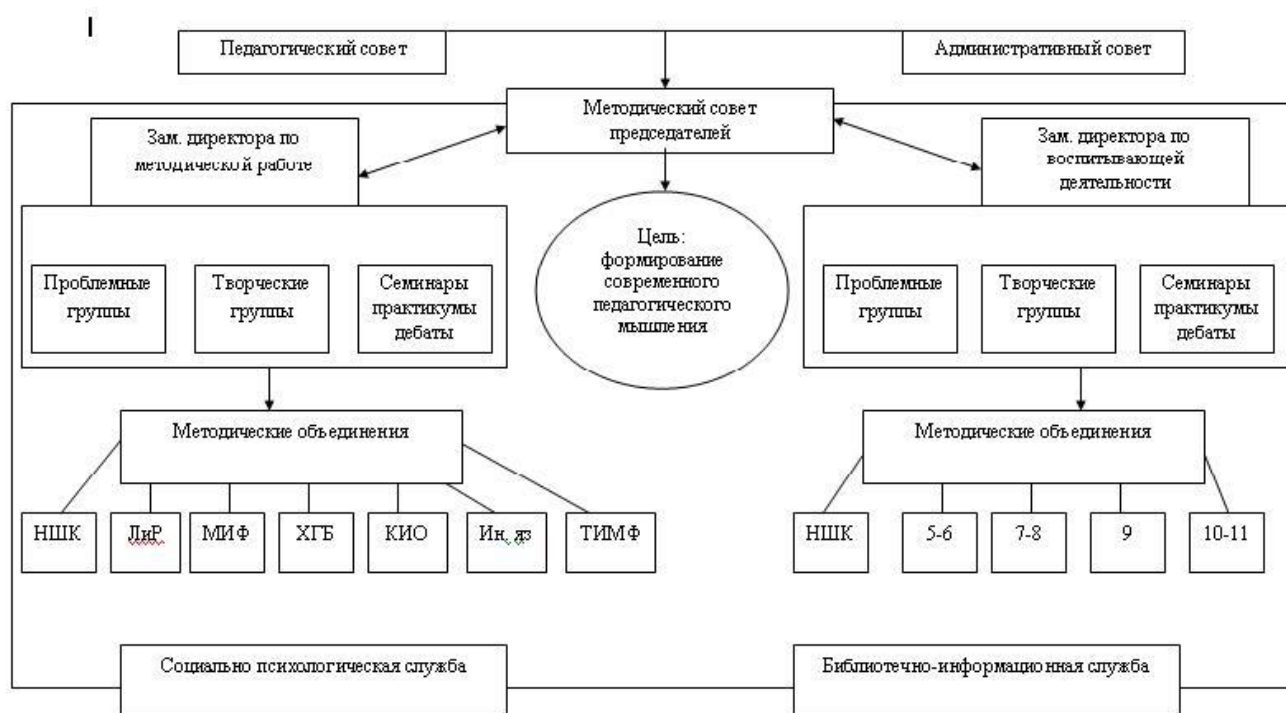 Педагогический совет
Административный совет
Методический совет
председателей
Зам. директора по
методической работе
Зам. директора по
воспитывающей
деятельности
Цель:
формирование
современного
педагогического
мышления
Проблемные
группы
Творческие
группы
Семинары
практикумы
дебаты
Проблемные
группы
Творческие
группы
Семинары
практикумы
дебаты
Методические объединения
Методические объединения
НШК
ЛиР
МИФ
ХГБ
КИО
Ин, яз
ТИМФ
НШК
5-6
7-8
9
10-11
Социально психологическая служба
Библиотечно-информационная служба